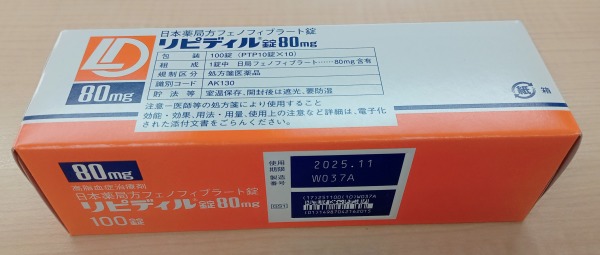 LD
80mg
日本薬局方フェノフィブラート錠
リピディル錠80mg
包 装 100錠（PTP10錠×10）
組 成 1錠中 日局フェノフィブラート……80mg含有
規制区分 処方箋医薬品
識別コード AK130
貯 法 等 室温保存、開封後は遮光、要防湿
注意－医師等の処方箋により使用すること
効能・効果、用法・用量、使用上の注意など詳細は、電子化
された添付文書をごらんください。
紙 箱
80mg
高脂血症治療剤
日本薬局方フェノフィブラート錠
リピディル錠80mg
100錠
使用期限 2025.11
製造番号 W037A
(17)251100(10)W037A